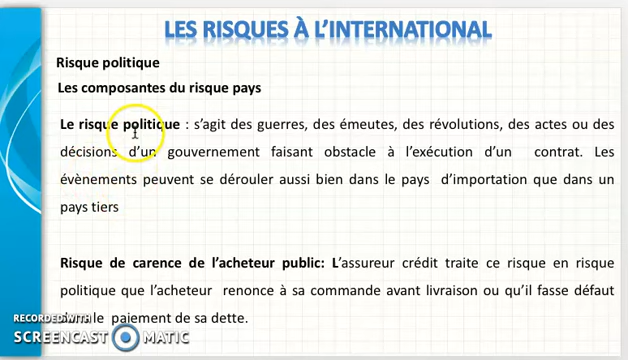 LES RISQUES À L'INTERNATIONAL
Risque politique
Les composantes du risque pays
Le risque politique : s'agit des guerres, des émeutes, des révolutions, des actes ou des
décisions d'un gouvernement faisant obstacle à l'exécution d'un contrat. Les
évènements peuvent se dérouler aussi bien dans le pays d'importation que dans un
pays tiers
Risque de carence de l'acheteur public: L'assureur crédit traite ce risque en risque
politique que l'acheteur renonce à sa commande avant livraison ou qu'il fasse défaut
le paiement de sa dette.
RECORDED WITH
SCREENCAST MATIC